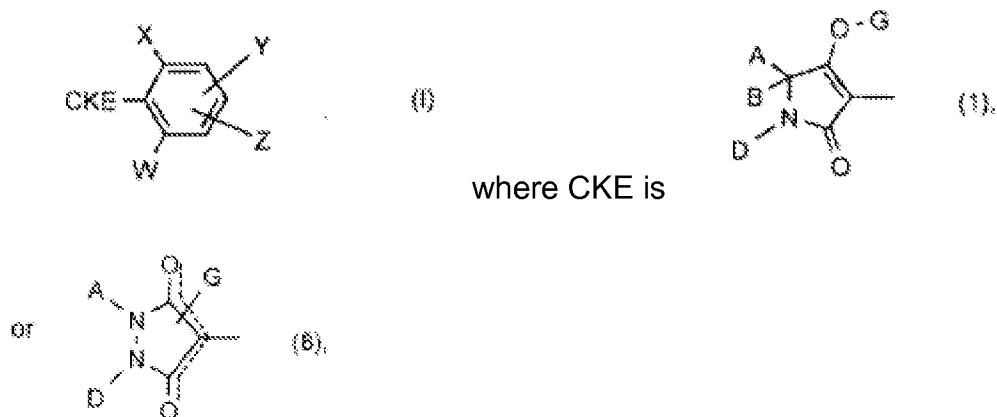 X Y
CKE (I)
W Z
O-G
A
B (1),
N
D O
where CKE is
O G
A
N
or (8),
N
D O